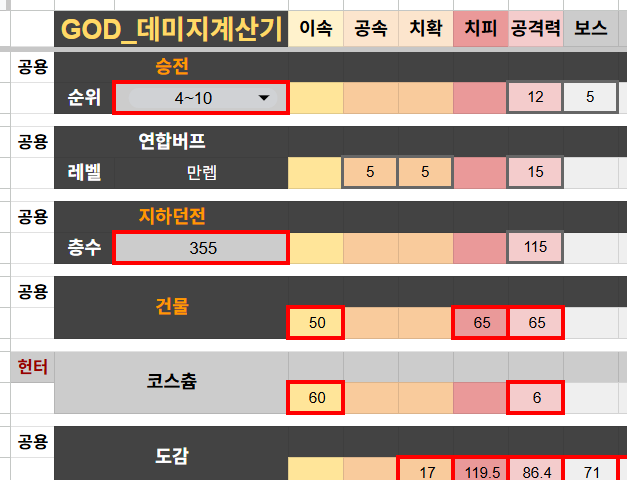 GOD_데미지계산기 이속 공속 치확 치피 공격력 보스
공용 승전
순위 4~10 12 5
공용 연합버프
레벨 만렙 5 5 15
공용 지하던전
층수 355 115
공용 건물
50 65 65
헌터 코스츔
60 6
공용 도감
17 119.5 86.4 71